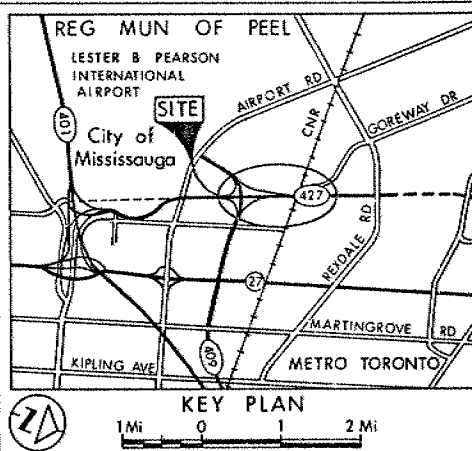 REG MUN OF PEEL
LESTER B PEARSON
INTERNATIONAL
AIRPORT
SITE
AIRPORT RD
CNR
GOREWAY DR
401
City of
Mississauga
427
REXDALE RD
27
MARTINGROVE RD
409
KIPLING AVE
METRO TORONTO
N
KEY PLAN
1 Mi 0 1 2 Mi